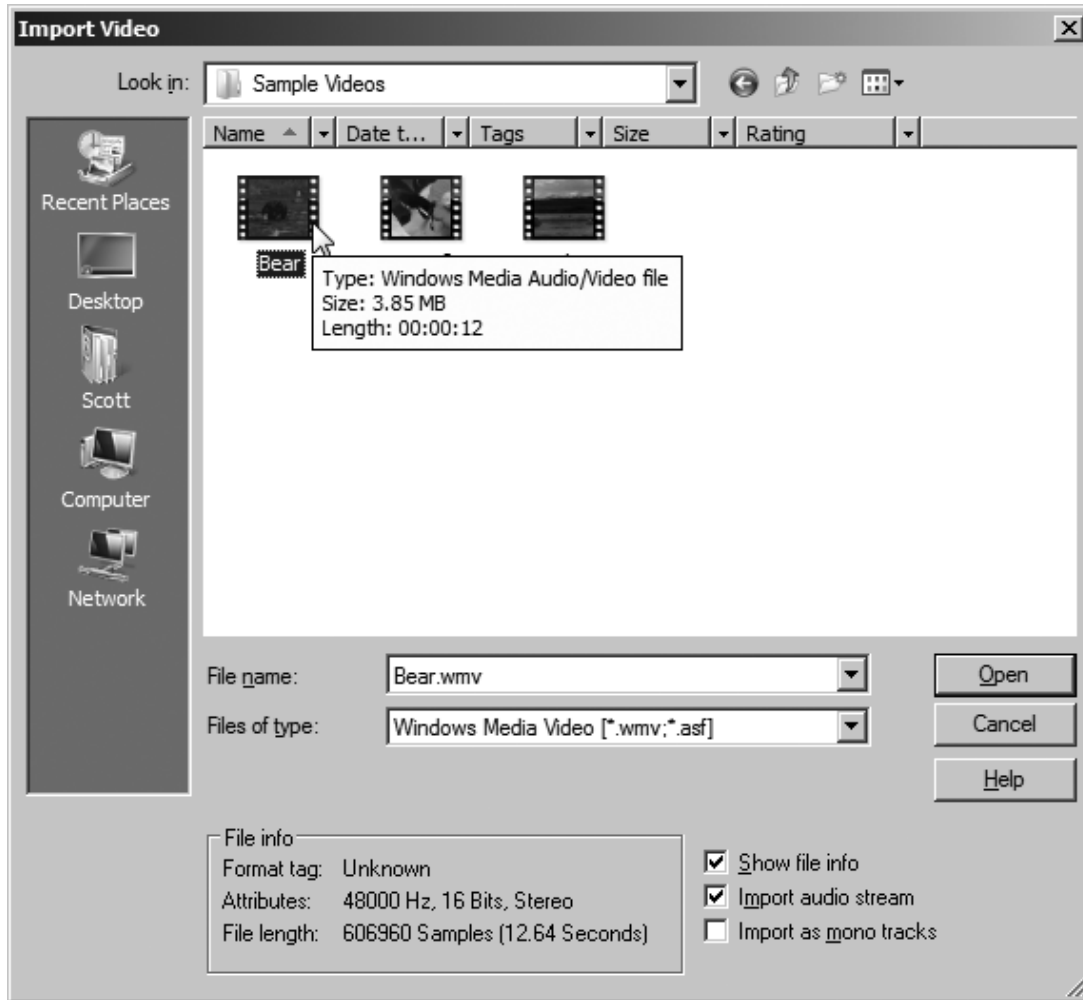 Import Video
Look in: Sample Videos
Name Date t... Tags Size Rating
Recent Places
Desktop
Scott
Computer
Network
Bear
Type: Windows Media Audio/Video file
Size: 3.85 MB
Length: 00:00:12
File name: Bear.wmv
Files of type: Windows Media Video [*.wmv;*.asf]
Open
Cancel
Help
File info
Format tag: Unknown
Attributes: 48000 Hz, 16 Bits, Stereo
File length: 606960 Samples (12.64 Seconds)
Show file info
Import audio stream
Import as mono tracks